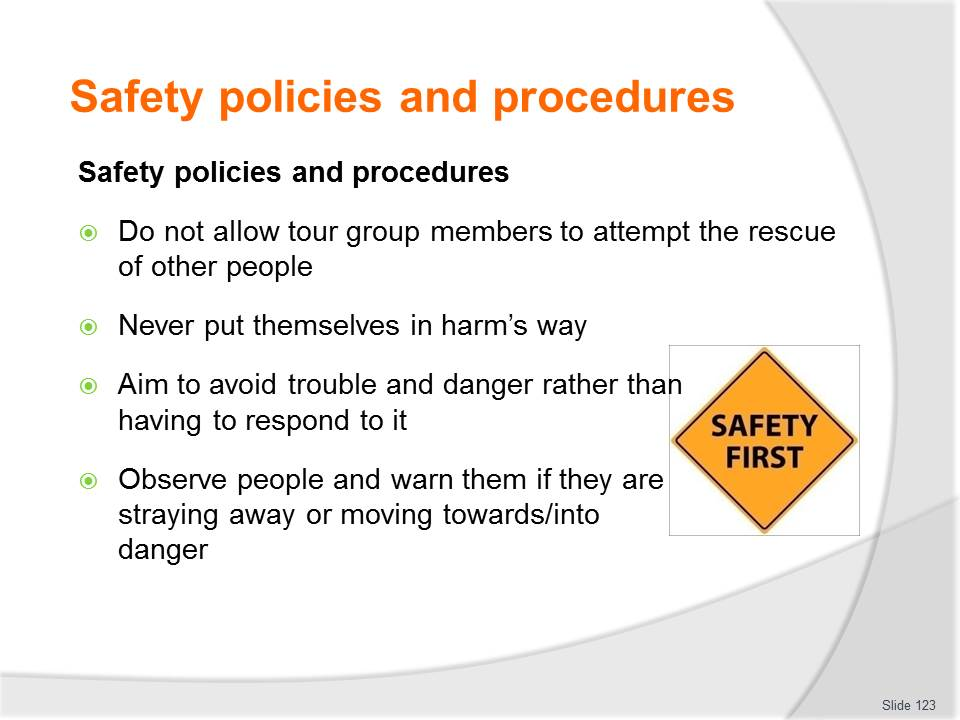 Safety policies and procedures
Safety policies and procedures
Do not allow tour group members to attempt the rescue
of other people
Never put themselves in harm’s way
Aim to avoid trouble and danger rather than
having to respond to it
Observe people and warn them if they are
straying away or moving towards/into
danger
SAFETY
FIRST
Slide 123